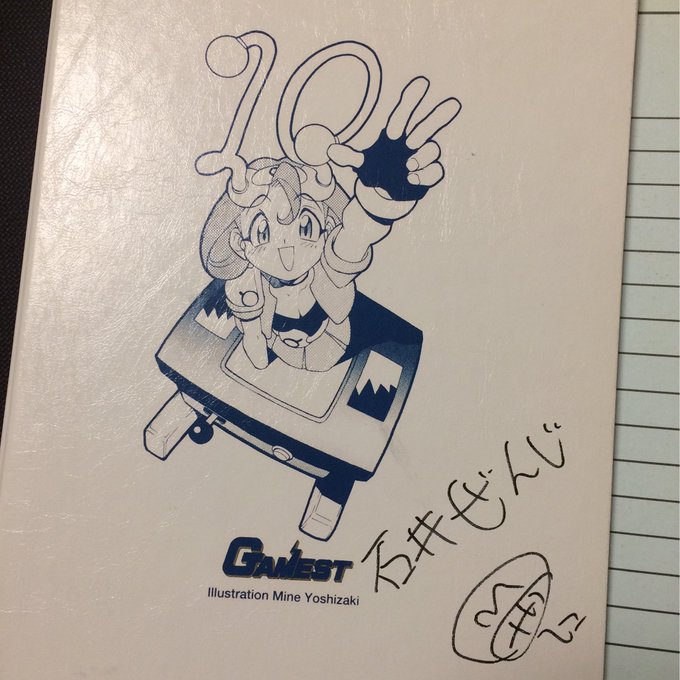 10
GAMEST
Illustration Mine Yoshizaki
石井ぜんじ